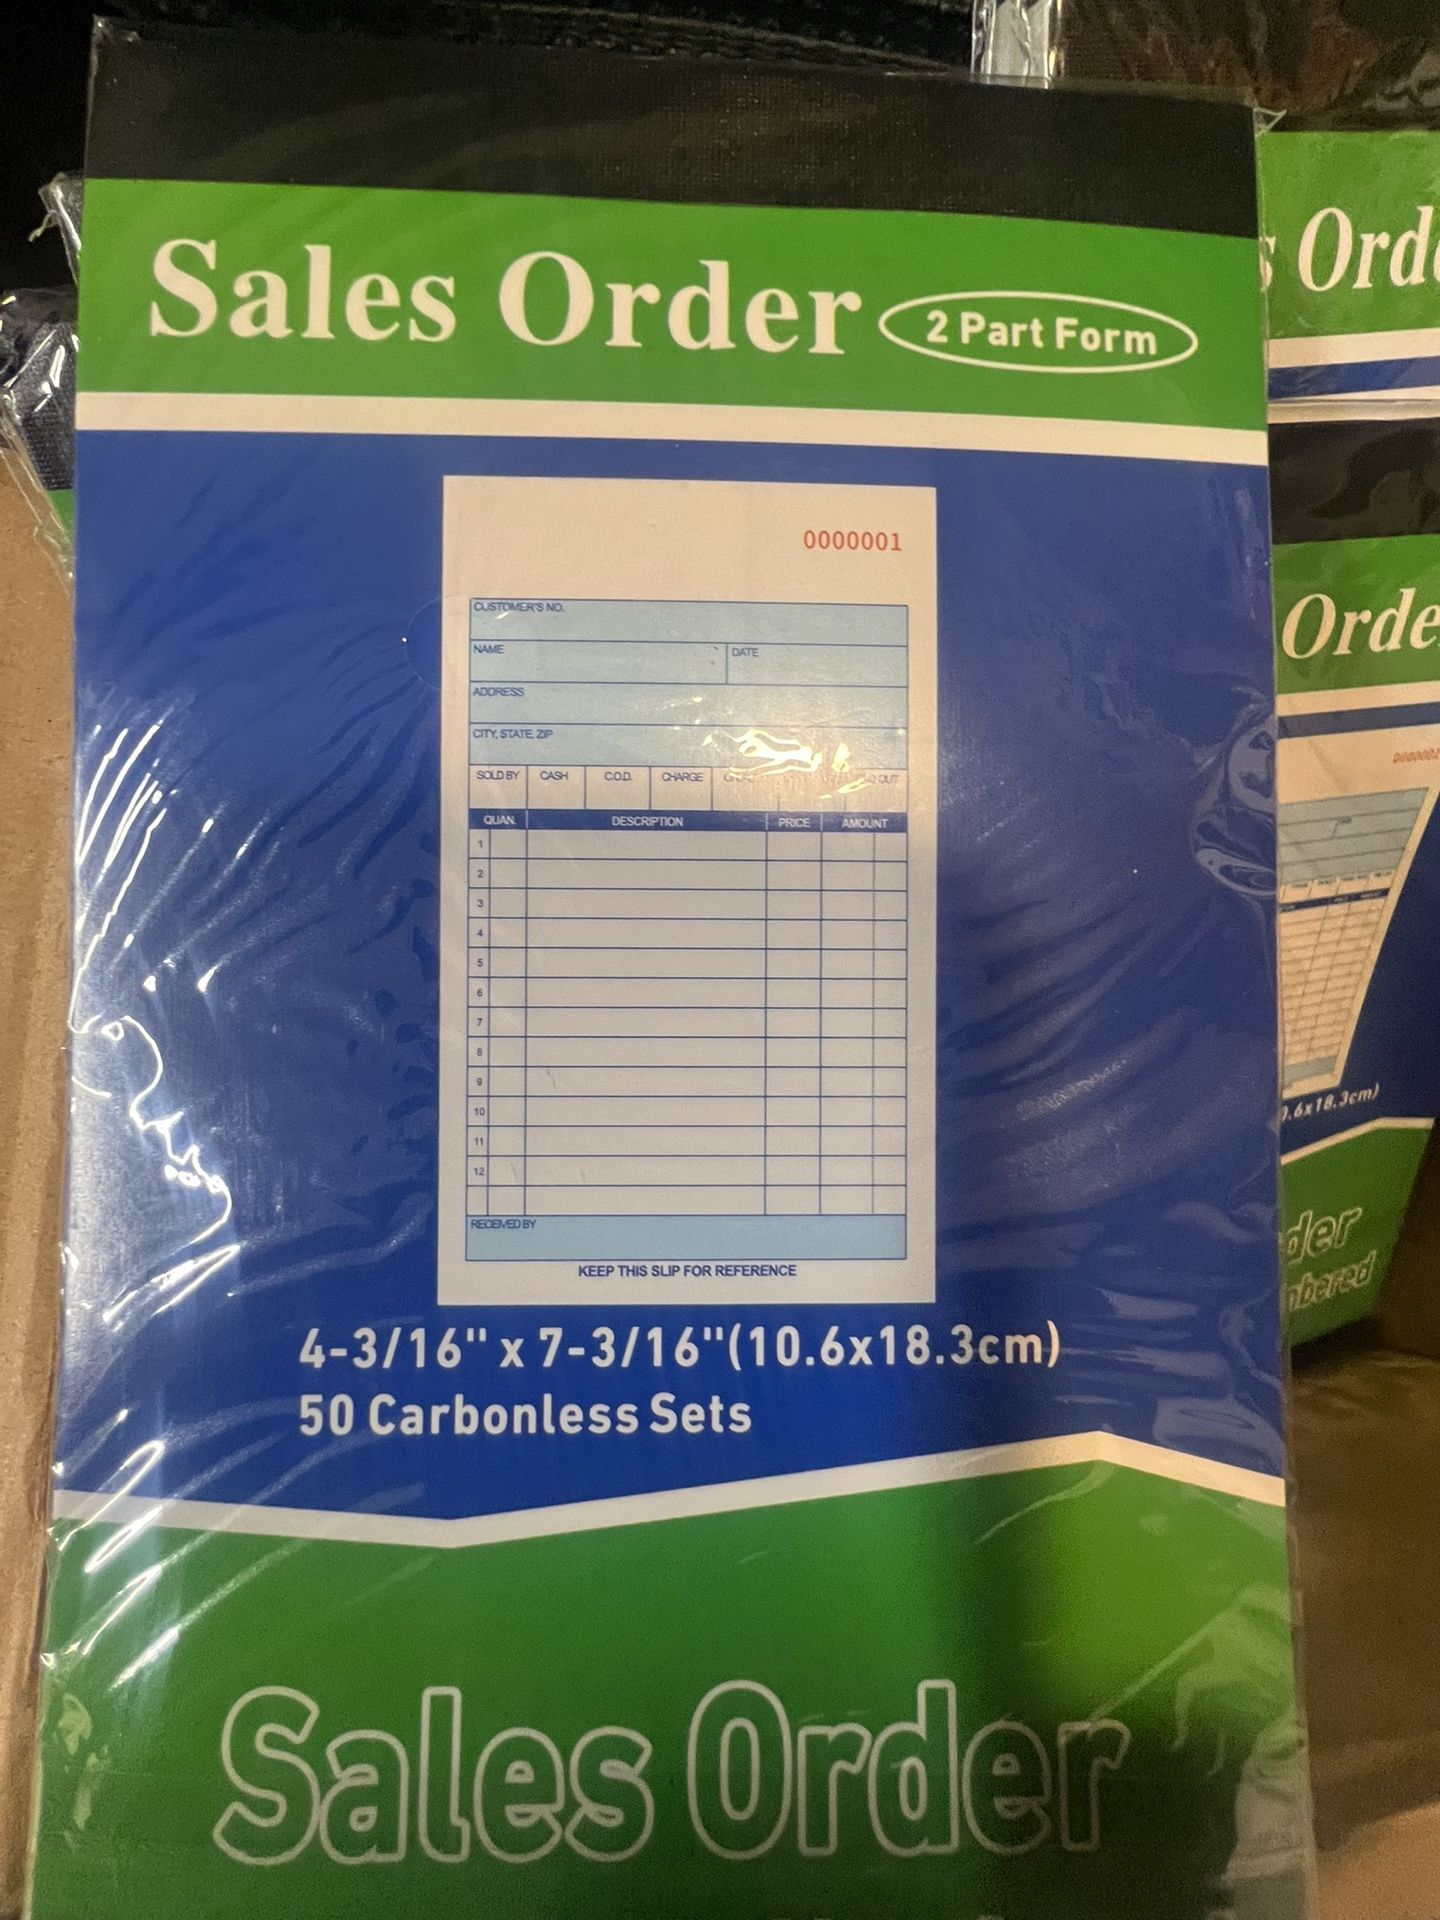 Sales Order 2 Part Form
0000001
CUSTOMER'S NO.
NAME DATE
ADDRESS
CITY, STATE, ZIP
SOLD BY CASH C.O.D. CHARGE OUT
QUAN. DESCRIPTION PRICE AMOUNT
1
2
3
4
5
6
7
8
9
10
11
12
RECEIVED BY
KEEP THIS SLIP FOR REFERENCE
4-3/16" x 7-3/16"(10.6x18.3cm)
50 Carbonless Sets
Sales Order
s Orde
Orde
.6x18.3cm)
der
mbered